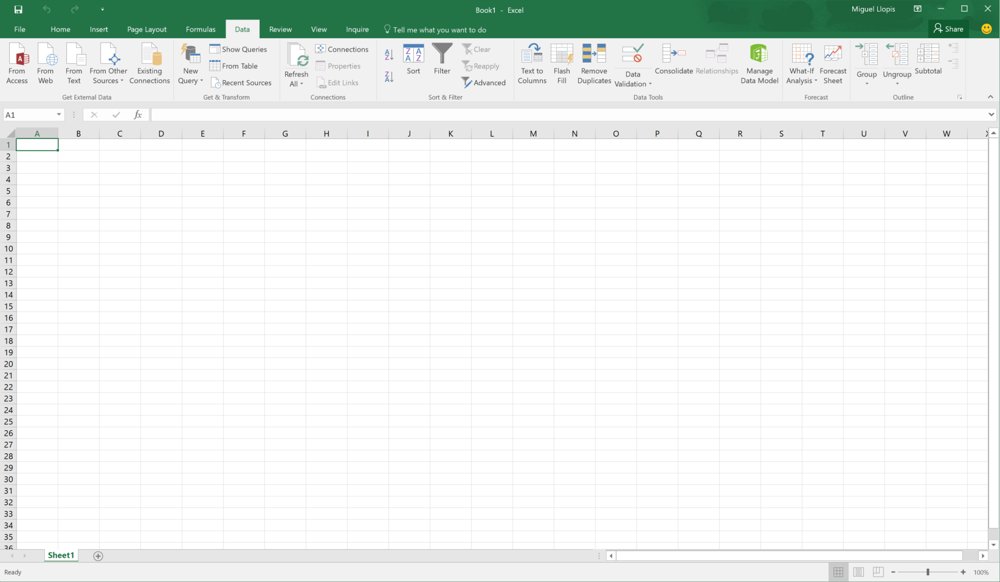 Book1 - Excel
Miguel Llopis
File Home Insert Page Layout Formulas Data Review View Inquire Tell me what you want to do
Share
From Access
From Web
From Text
From Other Sources
Existing Connections
Get External Data
New Query
Show Queries
From Table
Recent Sources
Get & Transform
Refresh All
Connections
Properties
Edit Links
Connections
Sort
Filter
Clear
Reapply
Advanced
Sort & Filter
Text to Columns
Flash Fill
Remove Duplicates
Data Validation
Consolidate
Relationships
Manage Data Model
Data Tools
What-If Analysis
Forecast Sheet
Forecast
Group
Ungroup
Subtotal
Outline
A1
fx
A B C D E F G H I J K L M N O P Q R S T U V W
1
2
3
4
5
6
7
8
9
10
11
12
13
14
15
16
17
18
19
20
21
22
23
24
25
26
27
28
29
30
31
32
33
34
35
36
Sheet1
Ready
100%